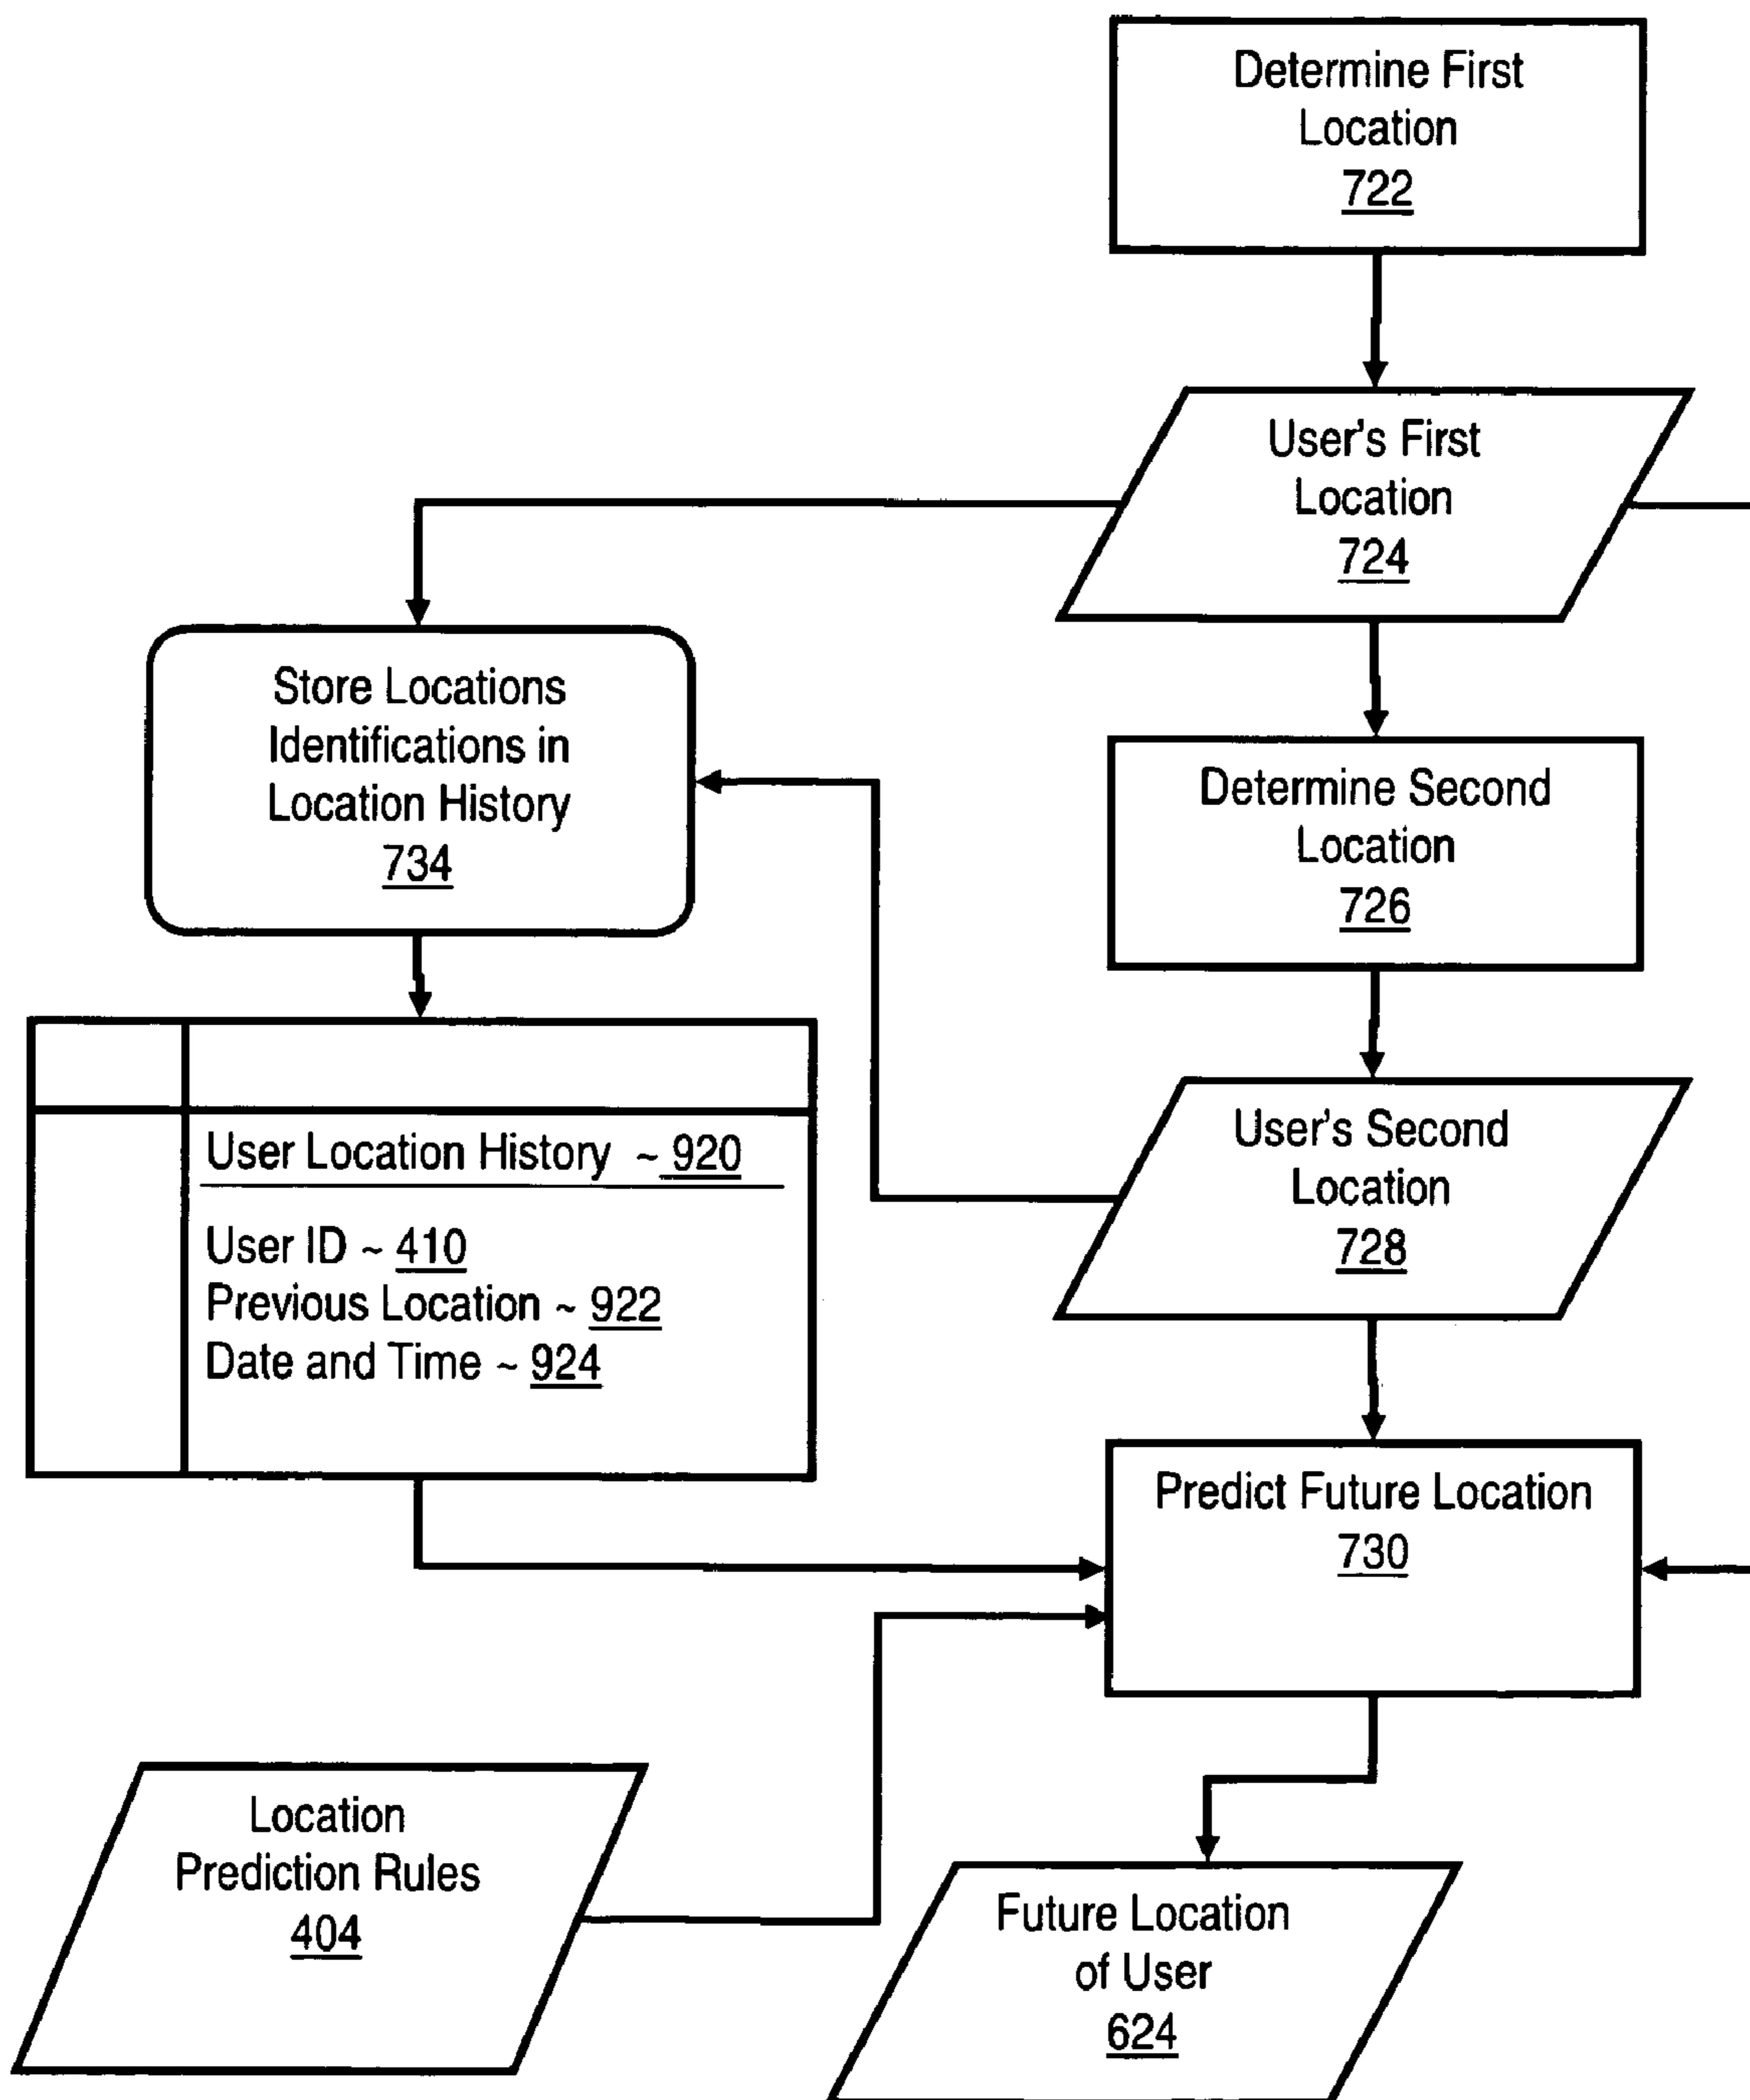 Determine First
Location
722
User's First
Location
724
Store Locations
Identifications in
Location History
734
Determine Second
Location
726
User Location History ~ 920
User ID ~ 410
Previous Location ~ 922
Date and Time ~ 924
User's Second
Location
728
Predict Future Location
730
Location
Prediction Rules
404
Future Location
of User
624